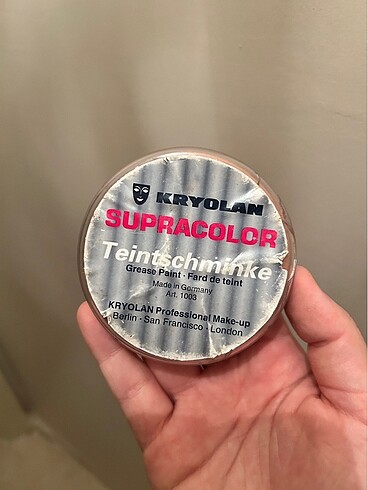 KRYOLAN
SUPRACOLOR
Teintschminke
Grease Paint · Fard de teint
Made in Germany
Art. 1003
KRYOLAN Professional Make-up
Berlin · San Francisco · London